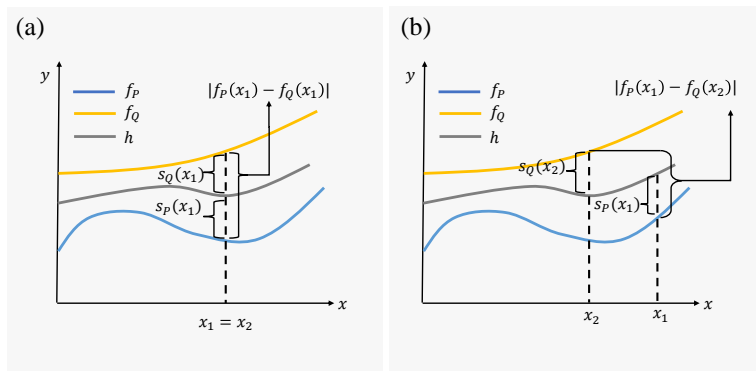 (a)
y
|f_P(x_1) − f_Q(x_1)|
f_P
f_Q
h
s_Q(x_1)
s_P(x_1)
x
x_1 = x_2
(b)
y
|f_P(x_1) − f_Q(x_2)|
f_P
f_Q
h
s_Q(x_2)
s_P(x_1)
x
x_2
x_1